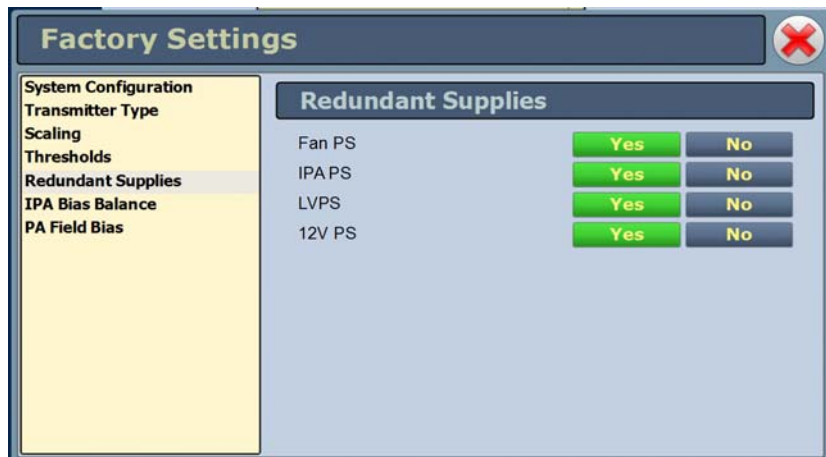 Factory Settings
System Configuration
Transmitter Type
Scaling
Thresholds
Redundant Supplies
IPA Bias Balance
PA Field Bias
Redundant Supplies
Fan PS Yes No
IPA PS Yes No
LVPS Yes No
12V PS Yes No